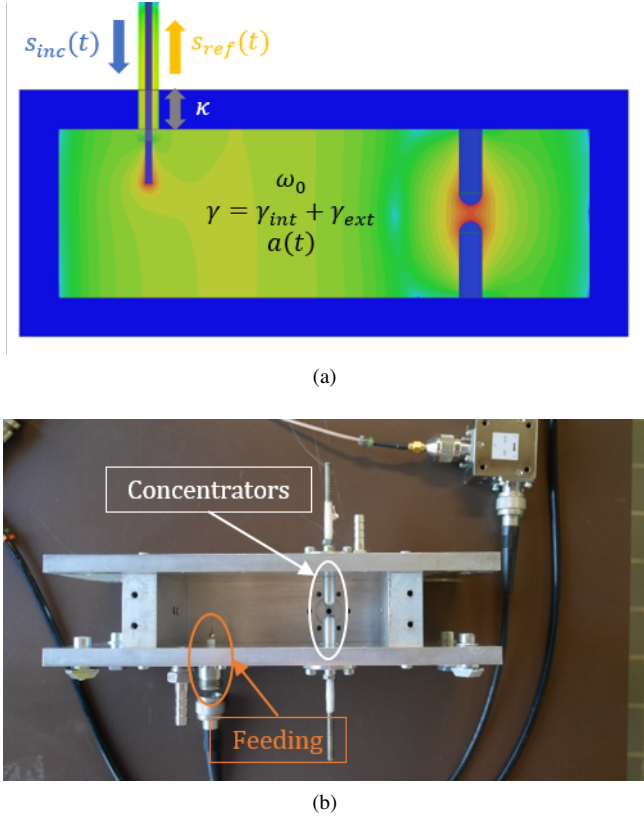 s_inc(t) s_ref(t)
κ
ω_0
γ = γ_int + γ_ext
a(t)
(a)
Concentrators
Feeding
(b)